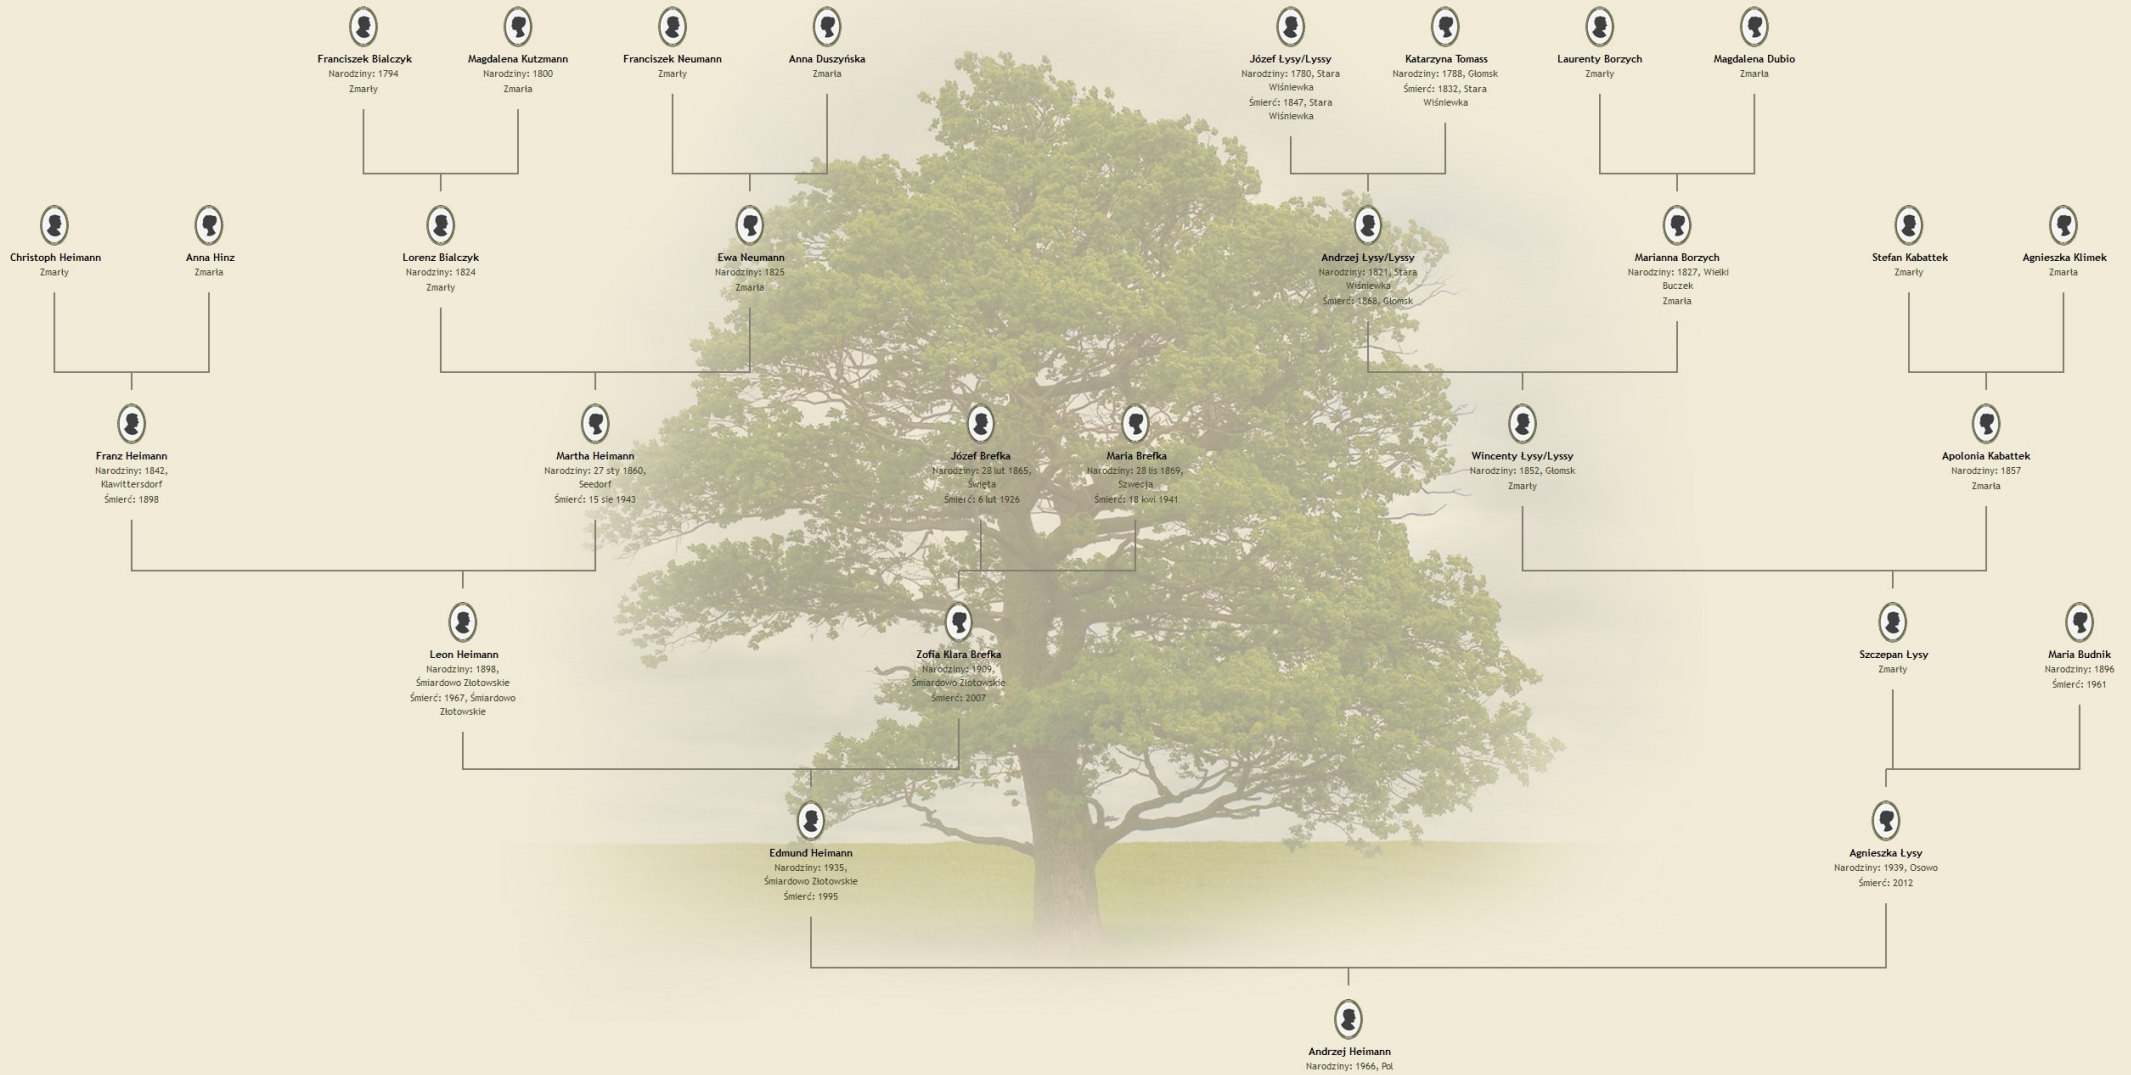 Franciszek Bialczyk
Narodziny: 1794
Zmarły
Magdalena Kutzmann
Narodziny: 1800
Zmarła
Franciszek Neumann
Zmarły
Anna Duszyńska
Zmarła
Józef Łysy/Lyssy
Narodziny: 1780, Stara
Wiśniewka
Śmierć: 1847, Stara
Wiśniewka
Katarzyna Tomass
Narodziny: 1788, Głomsk
Śmierć: 1832, Stara
Wiśniewka
Laurenty Borzych
Zmarły
Magdalena Dubio
Zmarła
Christoph Heimann
Zmarły
Anna Hinz
Zmarła
Lorenz Bialczyk
Narodziny: 1824
Zmarły
Ewa Neumann
Narodziny: 1825
Zmarła
Andrzej Łysy/Lyssy
Narodziny: 1821, Stara
Wiśniewka
Śmierć: 1868, Głomsk
Marianna Borzych
Narodziny: 1827, Wielki
Buczek
Zmarła
Stefan Kabattek
Zmarły
Agnieszka Klimek
Zmarła
Franz Heimann
Narodziny: 1842,
Klawittersdorf
Śmierć: 1898
Martha Heimann
Narodziny: 27 sty 1860,
Seedorf
Śmierć: 15 sie 1943
Józef Brefka
Narodziny: 28 lut 1865,
Święta
Śmierć: 6 lut 1926
Maria Brefka
Narodziny: 28 lis 1869,
Szwecja
Śmierć: 18 kwi 1941
Wincenty Łysy/Lyssy
Narodziny: 1852, Głomsk
Zmarły
Apolonia Kabattek
Narodziny: 1857
Zmarła
Leon Heimann
Narodziny: 1898,
Śmiardowo Złotowskie
Śmierć: 1967, Śmiardowo
Złotowskie
Zofia Klara Brefka
Narodziny: 1909,
Śmiardowo Złotowskie
Śmierć: 2007
Szczepan Łysy
Zmarły
Maria Budnik
Narodziny: 1896
Śmierć: 1961
Edmund Heimann
Narodziny: 1935,
Śmiardowo Złotowskie
Śmierć: 1995
Agnieszka Łysy
Narodziny: 1939, Osowo
Śmierć: 2012
Andrzej Heimann
Narodziny: 1966, Pol